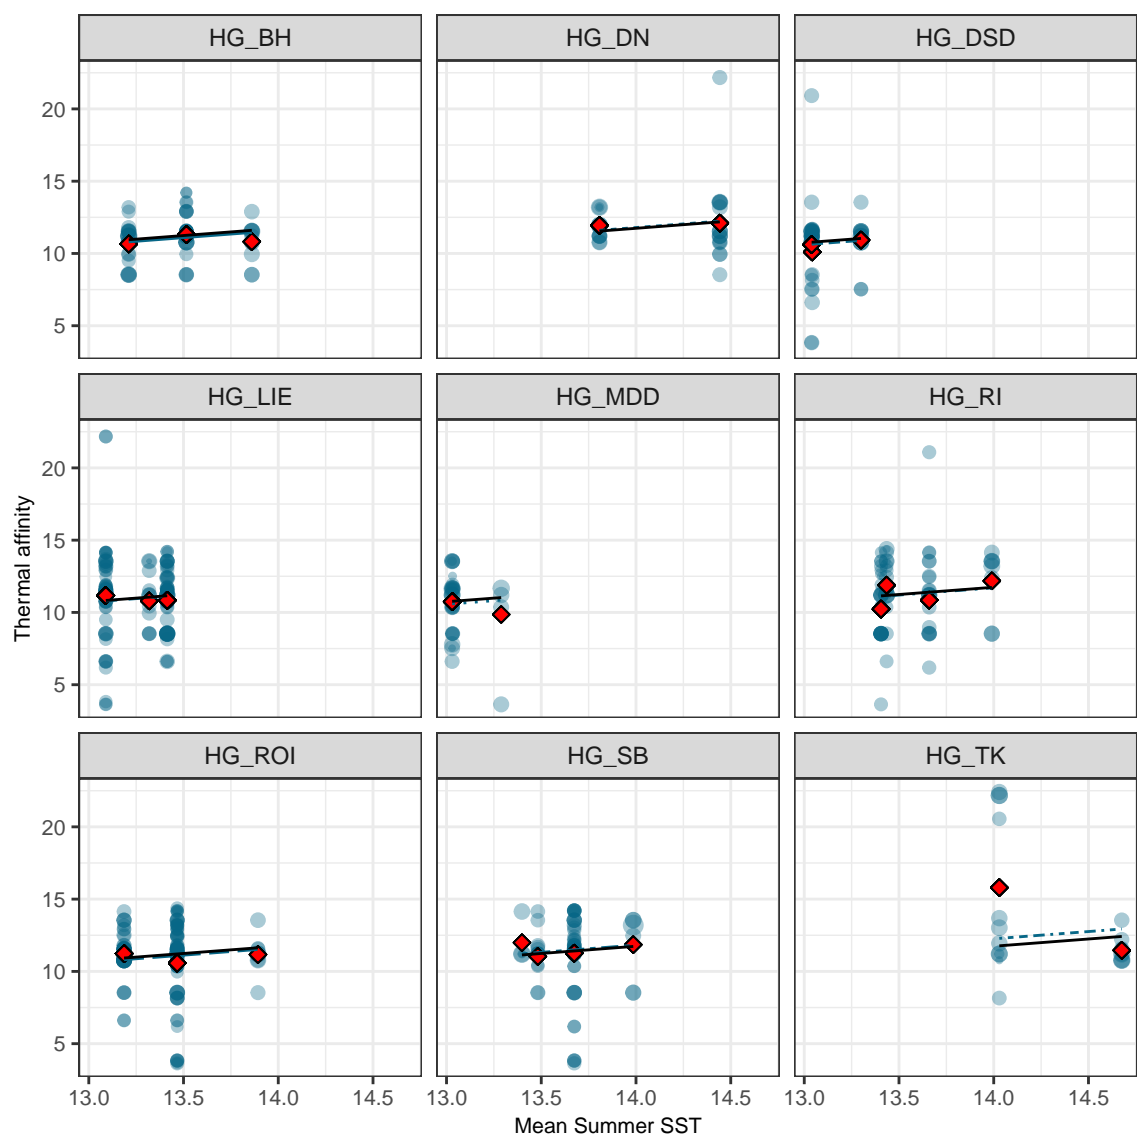 HG_BH HG_DN HG_DSD
20
15
10
5
HG_LIE HG_MDD HG_RI
20
15
10
5
Thermal affinity
HG_ROI HG_SB HG_TK
20
15
10
5
13.0 13.5 14.0 14.5 13.0 13.5 14.0 14.5 13.0 13.5 14.0 14.5
Mean Summer SST